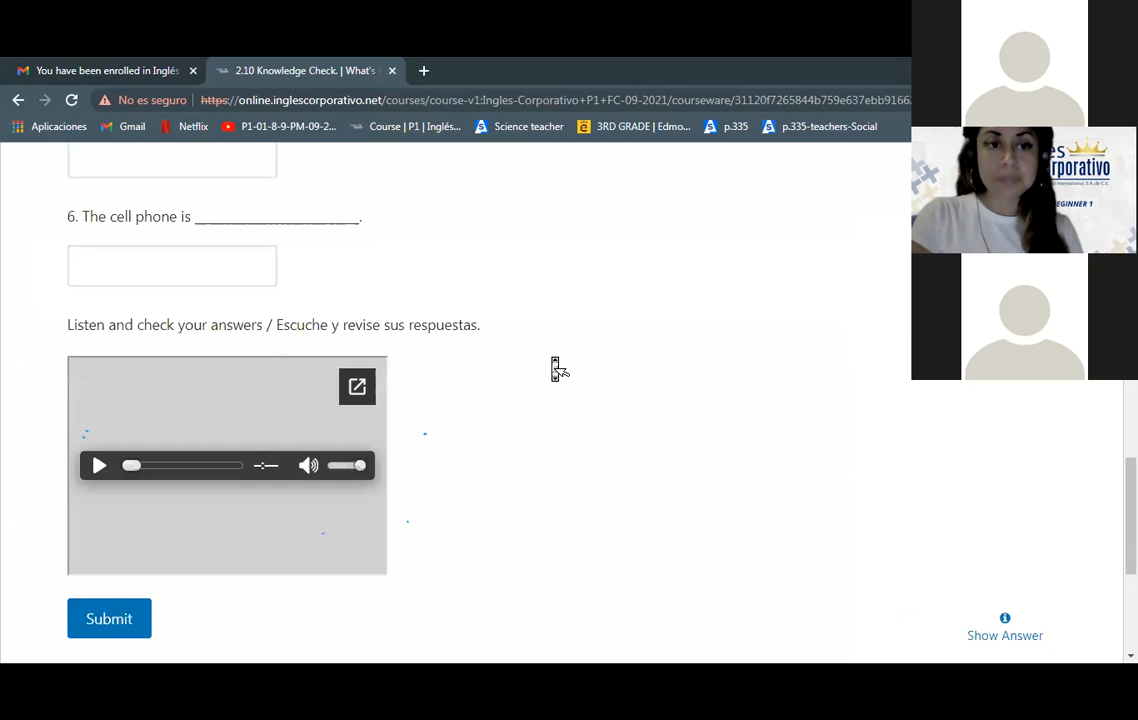 You have been enrolled in Inglés
2.10 Knowledge Check. | What's
No es seguro
https://online.inglescorporativo.net/courses/course-v1:Ingles-Corporativo+P1+FC-09-2021/courseware/31120f7265844b759e637ebb9166
Aplicaciones
Gmail
Netflix
P1-01-8-9-PM-09-2...
Course | P1 | Inglés...
Science teacher
3RD GRADE | Edmo...
p.335
p.335-teachers-Social
6. The cell phone is ______________________.
Listen and check your answers / Escuche y revise sus respuestas.
-:--
Submit
Show Answer
es
rporativo
BEGINNER 1